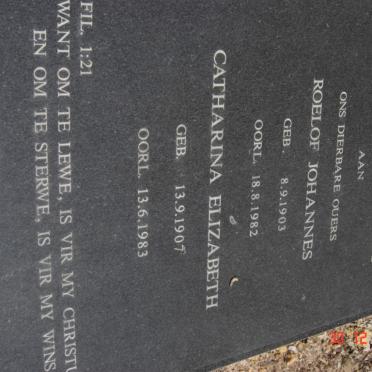 AAN
ONS DIERBARE OUERS
ROELOF JOHANNES
GEB. 8.9.1903
OORL. 18.8.1982
CATHARINA ELIZABETH
GEB. 13.9.1907
OORL. 13.6.1983
FIL. 1:21
WANT OM TE LEWE, IS VIR MY CHRISTU
EN OM TE STERWE, IS VIR MY WINS